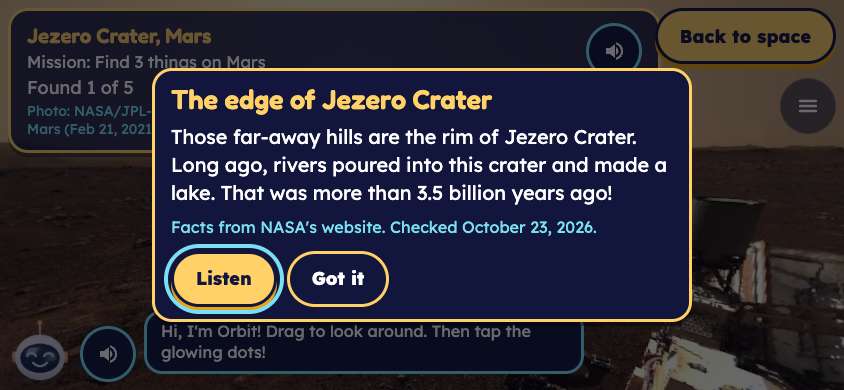 Jezero Crater, Mars
Mission: Find 3 things on Mars
Found 1 of 5
Photo: NASA/JPL-
Mars (Feb 21, 2021
Back to space
The edge of Jezero Crater
Those far-away hills are the rim of Jezero Crater.
Long ago, rivers poured into this crater and made a
lake. That was more than 3.5 billion years ago!
Facts from NASA's website. Checked October 23, 2026.
Listen
Got it
Hi, I'm Orbit! Drag to look around. Then tap the
glowing dots!